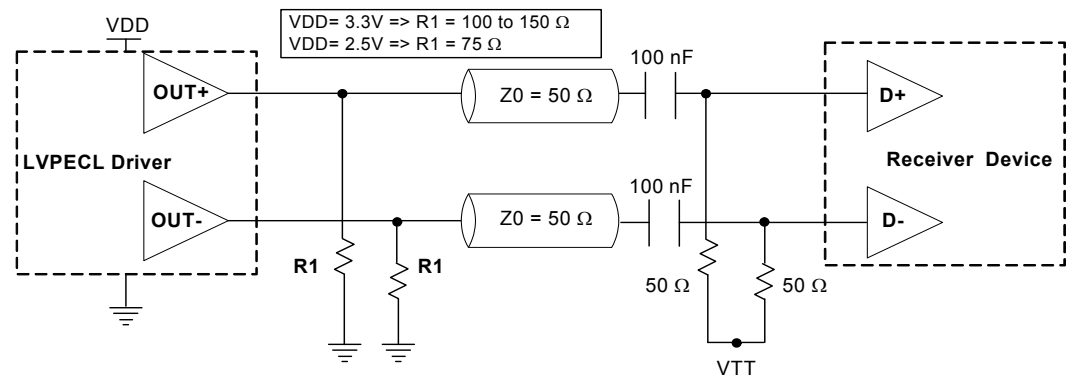 VDD= 3.3V => R1 = 100 to 150 Ω
VDD= 2.5V => R1 = 75 Ω
VDD
100 nF
OUT+
Z0 = 50 Ω
D+
LVPECL Driver
Receiver Device
100 nF
OUT-
Z0 = 50 Ω
D-
R1
R1
50 Ω
50 Ω
VTT